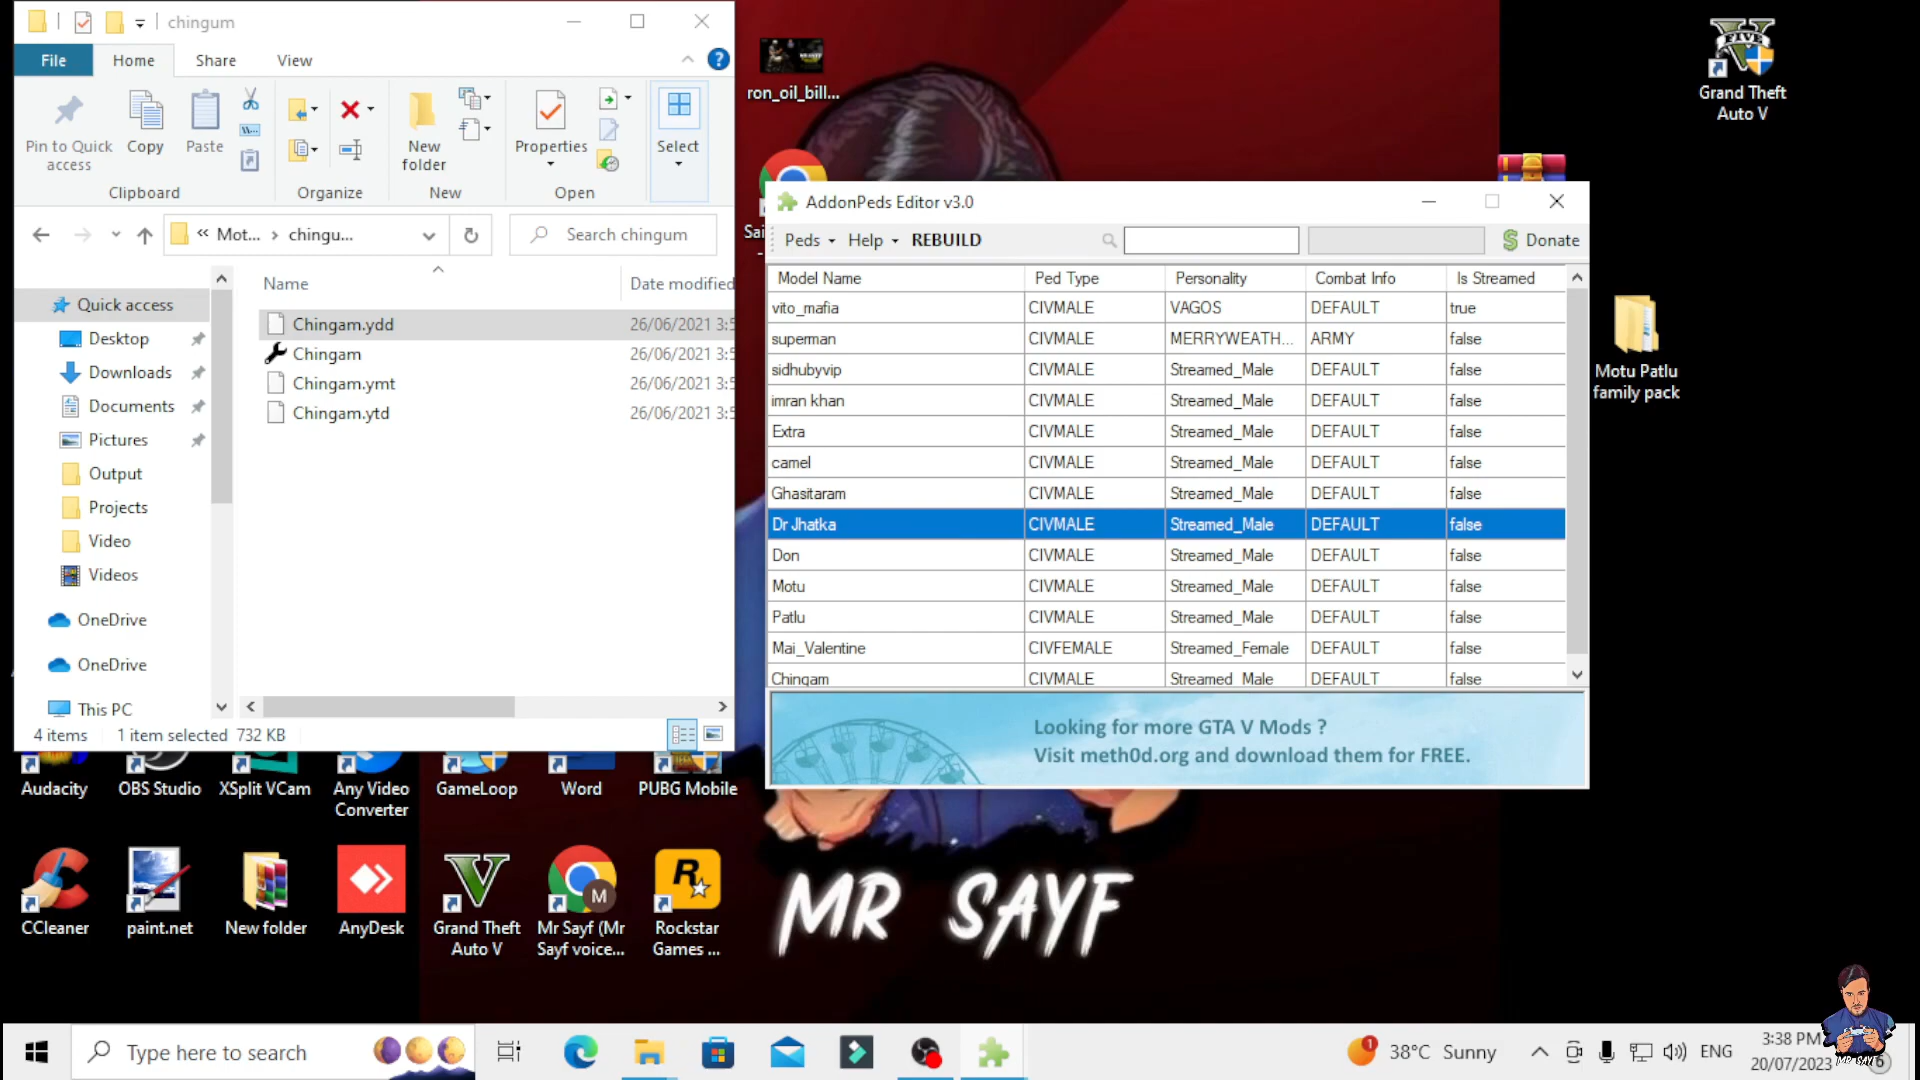 chingum
File
Home
Share
View
Pin to Quick
access
Copy
Paste
New
folder
Properties
Select
Clipboard
Organize
New
Open
« Mot... > chingu...
Search chingum
Name
Date modified
Quick access
Desktop
Downloads
Documents
Pictures
Output
Projects
Video
Videos
OneDrive
OneDrive
This PC
Chingam.ydd
26/06/2021 3:5
Chingam
26/06/2021 3:5
Chingam.ymt
26/06/2021 3:5
Chingam.ytd
26/06/2021 3:5
4 items
1 item selected 732 KB
ron_oil_bill...
Sai
Grand Theft
Auto V
Motu Patlu
family pack
AddonPeds Editor v3.0
Peds
Help
REBUILD
Donate
Model Name Ped Type Personality Combat Info Is Streamed
vito_mafia CIVMALE VAGOS DEFAULT true
superman CIVMALE MERRYWEATH... ARMY false
sidhubyvip CIVMALE Streamed_Male DEFAULT false
imran khan CIVMALE Streamed_Male DEFAULT false
Extra CIVMALE Streamed_Male DEFAULT false
camel CIVMALE Streamed_Male DEFAULT false
Ghasitaram CIVMALE Streamed_Male DEFAULT false
Dr Jhatka CIVMALE Streamed_Male DEFAULT false
Don CIVMALE Streamed_Male DEFAULT false
Motu CIVMALE Streamed_Male DEFAULT false
Patlu CIVMALE Streamed_Male DEFAULT false
Mai_Valentine CIVFEMALE Streamed_Female DEFAULT false
Chingam CIVMALE Streamed_Male DEFAULT false
Looking for more GTA V Mods ?
Visit meth0d.org and download them for FREE.
Audacity
OBS Studio
XSplit VCam
Any Video
Converter
GameLoop
Word
PUBG Mobile
CCleaner
paint.net
New folder
AnyDesk
Grand Theft
Auto V
Mr Sayf (Mr
Sayf voice...
Rockstar
Games ...
MR SAYF
Type here to search
38°C Sunny
ENG
3:38 PM
20/07/2023
MR SAYF